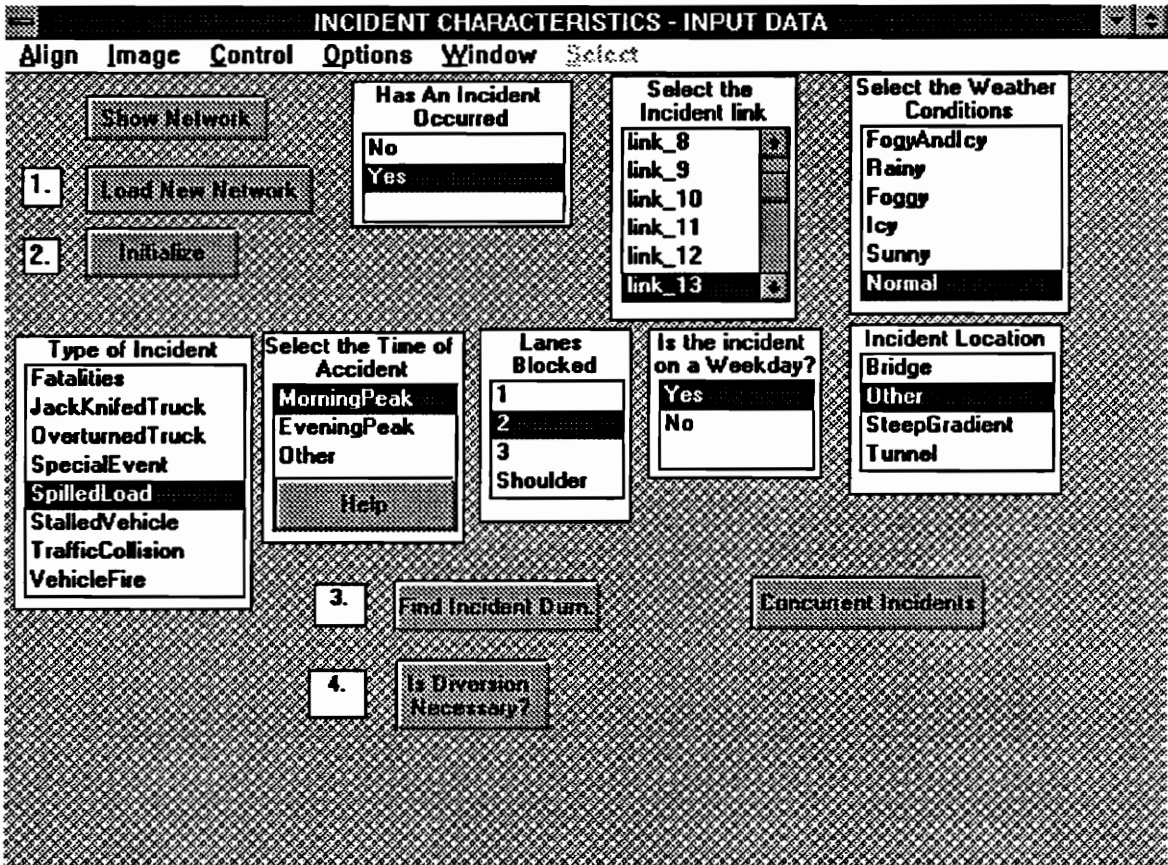 INCIDENT CHARACTERISTICS - INPUT DATA
Align Image Control Options Window Select
Show Network
1.
Load New Network
2.
Initialize
Has An Incident
Occurred
No
Yes
Select the
Incident link
link_8
link_9
link_10
link_11
link_12
link_13
Select the Weather
Conditions
FogyAndIcy
Rainy
Foggy
Icy
Sunny
Normal
Type of Incident
Fatalities
JackKnifedTruck
OverturnedTruck
SpecialEvent
SpilledLoad
StalledVehicle
TrafficCollision
VehicleFire
Select the Time of
Accident
MorningPeak
EveningPeak
Other
Help
Lanes
Blocked
1
2
3
Shoulder
Is the incident
on a Weekday?
Yes
No
Incident Location
Bridge
Other
SteepGradient
Tunnel
3.
Find Incident Durn.
Concurrent Incidents
4.
Is Diversion
Necessary?